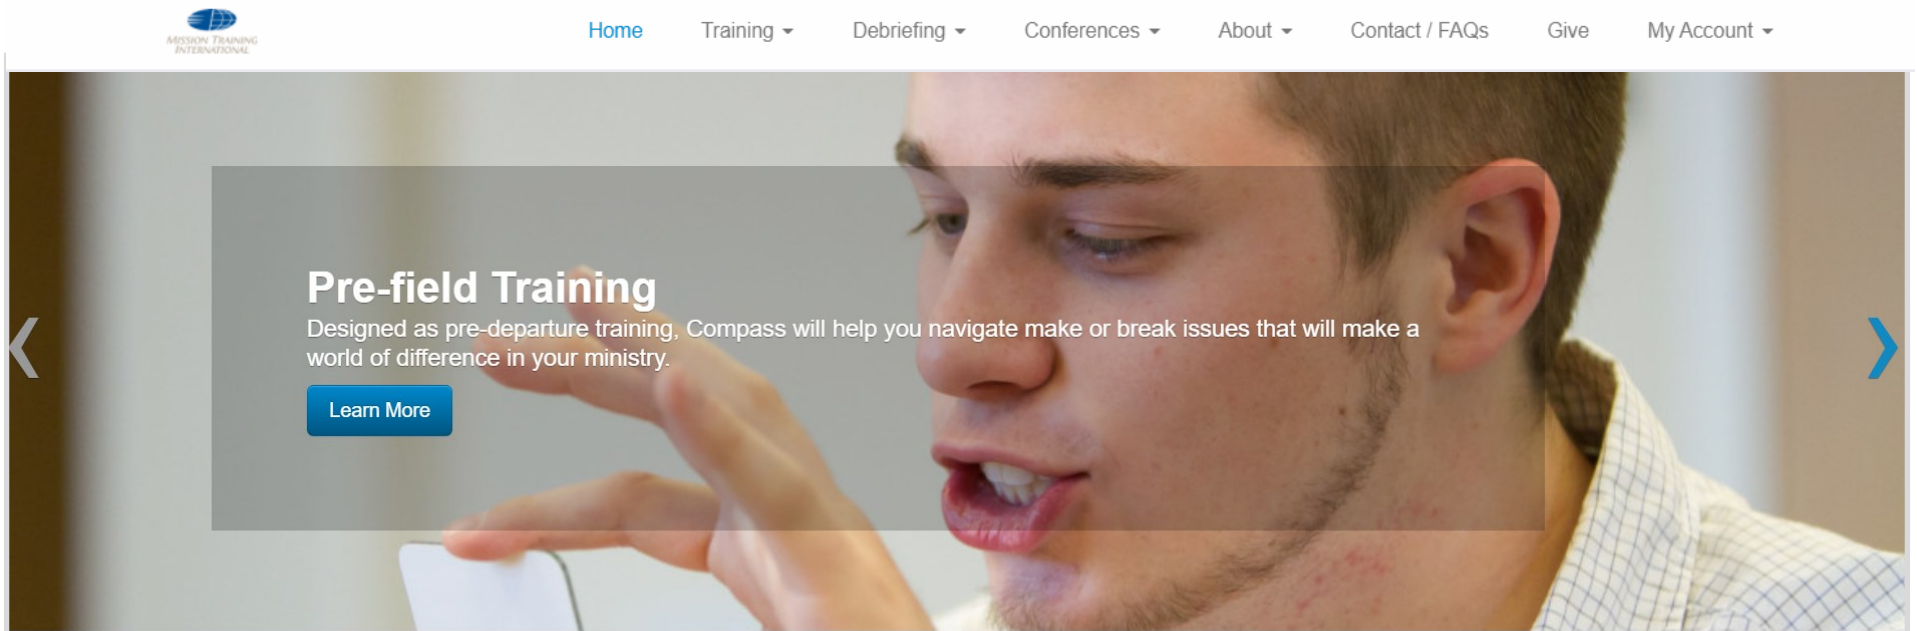 MISSION TRAINING
INTERNATIONAL
Home
Training
Debriefing
Conferences
About
Contact / FAQs
Give
My Account
Pre-field Training
Designed as pre-departure training, Compass will help you navigate make or break issues that will make a
world of difference in your ministry.
Learn More